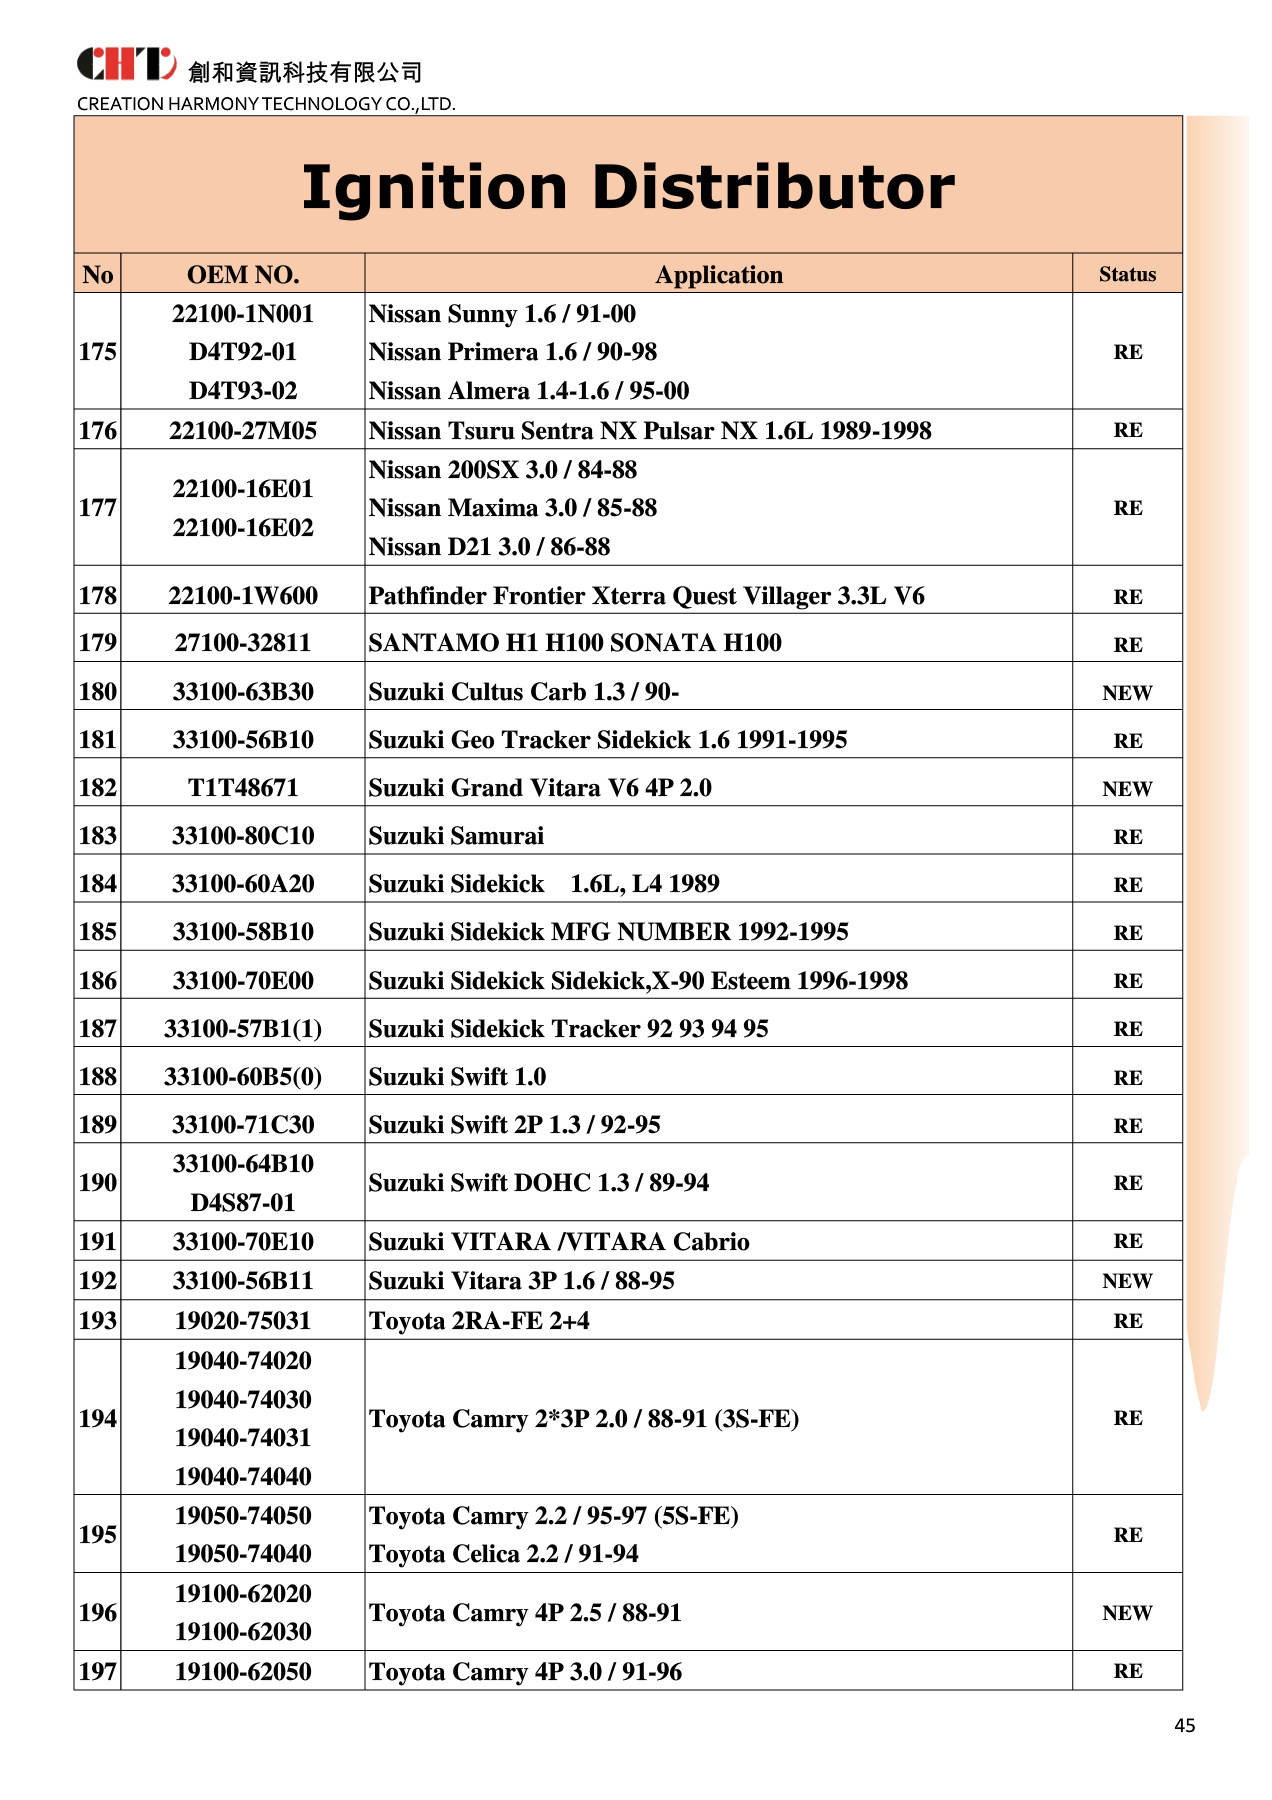 CHT 創和資訊科技有限公司
CREATION HARMONY TECHNOLOGY CO.,LTD.
Ignition Distributor
No OEM NO. Application Status
175 22100-1N001 D4T92-01 D4T93-02 Nissan Sunny 1.6 / 91-00 Nissan Primera 1.6 / 90-98 Nissan Almera 1.4-1.6 / 95-00 RE
176 22100-27M05 Nissan Tsuru Sentra NX Pulsar NX 1.6L 1989-1998 RE
177 22100-16E01 22100-16E02 Nissan 200SX 3.0 / 84-88 Nissan Maxima 3.0 / 85-88 Nissan D21 3.0 / 86-88 RE
178 22100-1W600 Pathfinder Frontier Xterra Quest Villager 3.3L V6 RE
179 27100-32811 SANTAMO H1 H100 SONATA H100 RE
180 33100-63B30 Suzuki Cultus Carb 1.3 / 90- NEW
181 33100-56B10 Suzuki Geo Tracker Sidekick 1.6 1991-1995 RE
182 T1T48671 Suzuki Grand Vitara V6 4P 2.0 NEW
183 33100-80C10 Suzuki Samurai RE
184 33100-60A20 Suzuki Sidekick 1.6L, L4 1989 RE
185 33100-58B10 Suzuki Sidekick MFG NUMBER 1992-1995 RE
186 33100-70E00 Suzuki Sidekick Sidekick,X-90 Esteem 1996-1998 RE
187 33100-57B1(1) Suzuki Sidekick Tracker 92 93 94 95 RE
188 33100-60B5(0) Suzuki Swift 1.0 RE
189 33100-71C30 Suzuki Swift 2P 1.3 / 92-95 RE
190 33100-64B10 D4S87-01 Suzuki Swift DOHC 1.3 / 89-94 RE
191 33100-70E10 Suzuki VITARA /VITARA Cabrio RE
192 33100-56B11 Suzuki Vitara 3P 1.6 / 88-95 NEW
193 19020-75031 Toyota 2RA-FE 2+4 RE
194 19040-74020 19040-74030 19040-74031 19040-74040 Toyota Camry 2*3P 2.0 / 88-91 (3S-FE) RE
195 19050-74050 19050-74040 Toyota Camry 2.2 / 95-97 (5S-FE) Toyota Celica 2.2 / 91-94 RE
196 19100-62020 19100-62030 Toyota Camry 4P 2.5 / 88-91 NEW
197 19100-62050 Toyota Camry 4P 3.0 / 91-96 RE
45